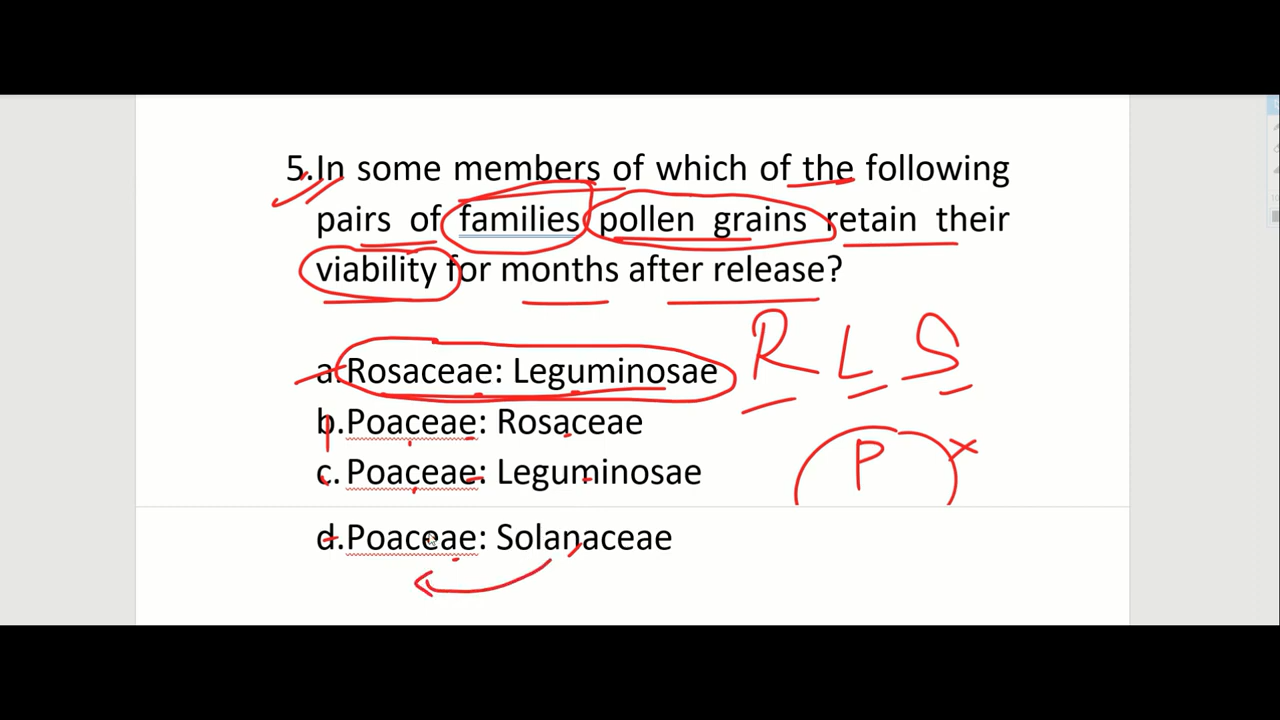 5.In some members of which of the following
pairs of families pollen grains retain their
viability for months after release?
a.Rosaceae: Leguminosae
R L S
b.Poaceae: Rosaceae
P
c. Poaceae: Leguminosae
d.Poaceae: Solanaceae